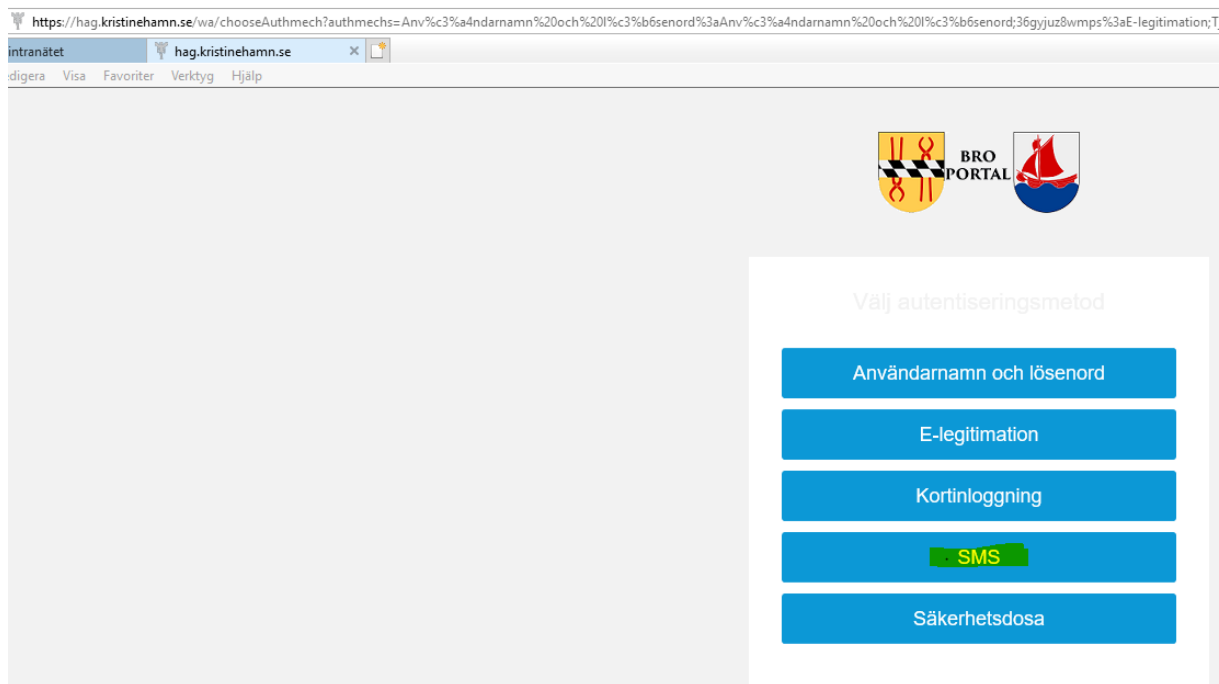 https://hag.kristinehamn.se/wa/chooseAuthmech?authmechs=Anv%c3%a4ndarnamn%20och%20l%c3%b6senord%3aAnv%c3%a4ndarnamn%20och%20l%c3%b6senord;36gyjuz8wmps%3aE-legitimation;T
intranätet
hag.kristinehamn.se
edigera Visa Favoriter Verktyg Hjälp
BRO
PORTAL
Välj autentiseringsmetod
Användarnamn och lösenord
E-legitimation
Kortinloggning
SMS
Säkerhetsdosa